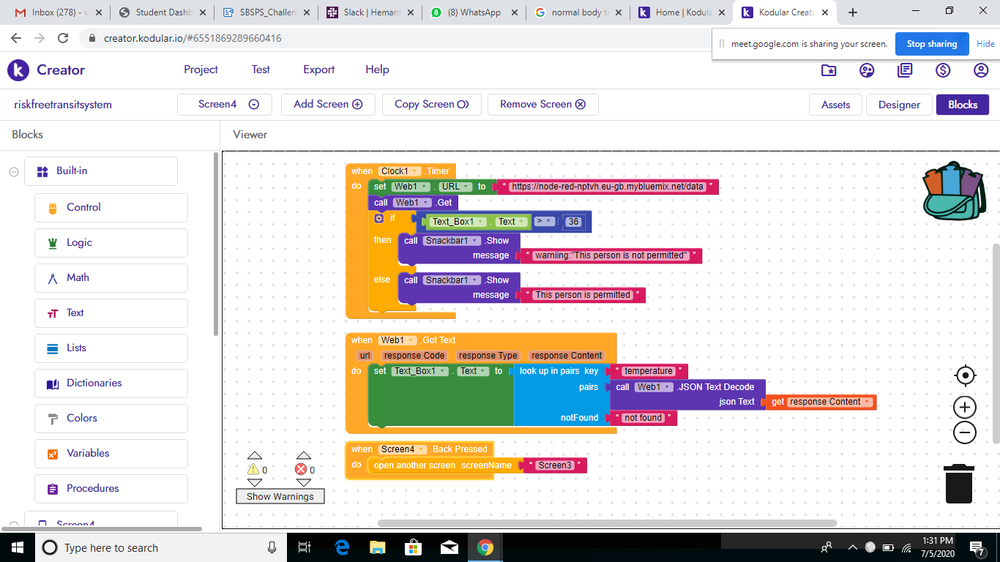 Inbox (278) - v
Student Dashb
SBSPS_Challen
Slack | Hemant
(8) WhatsApp
normal body t
Home | Kodula
Kodular Creato
creator.kodular.io/#6551869289660416
meet.google.com is sharing your screen.
Stop sharing
Hide
Creator
Project
Test
Export
Help
riskfreetransitsystem
Screen4
Add Screen
Copy Screen
Remove Screen
Assets
Designer
Blocks
Blocks
Viewer
Built-in
Control
Logic
Math
Text
Lists
Dictionaries
Colors
Variables
Procedures
Screen4
when Clock1 .Timer
do set Web1 . URL to “ https://node-red-nptvh.eu-gb.mybluemix.net/data ”
call Web1 .Get
if Text_Box1 . Text > 36
then call Snackbar1 .Show
message “ warniing:"This person is not permitted" ”
else call Snackbar1 .Show
message “ This person is permitted ”
when Web1 .Got Text
url response Code response Type response Content
do set Text_Box1 . Text to look up in pairs key “ temperature ”
pairs call Web1 .JSON Text Decode
json Text get response Content
notFound “ not found ”
when Screen4 .Back Pressed
do open another screen screenName “ Screen3 ”
0 0
Show Warnings
Type here to search
1:31 PM
7/5/2020
7